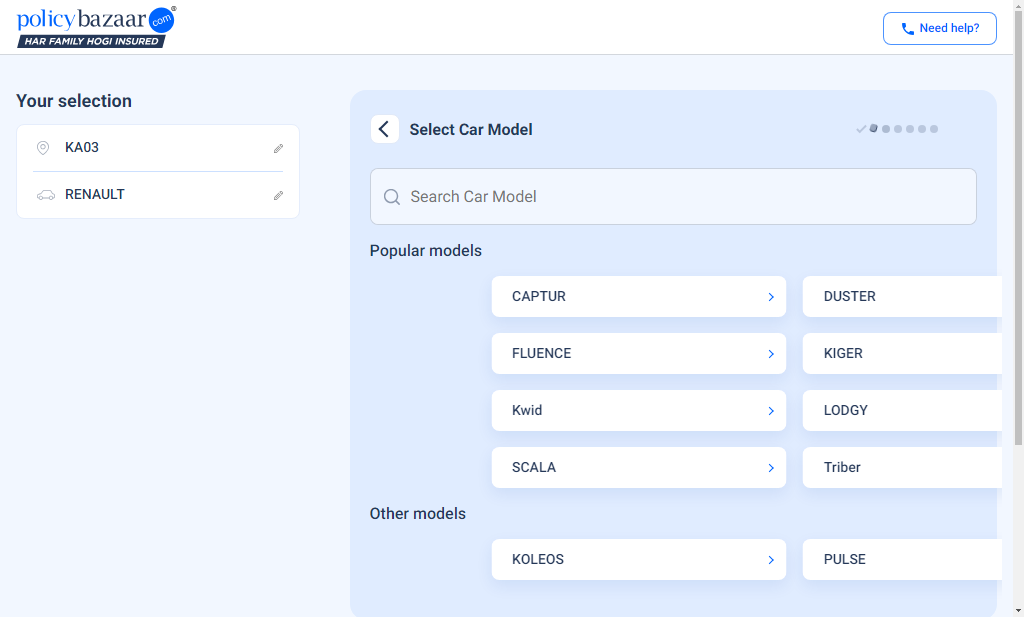 policybazaar.com®
HAR FAMILY HOGI INSURED
Need help?
Your selection
KA03
RENAULT
Select Car Model
Search Car Model
Popular models
CAPTUR
DUSTER
FLUENCE
KIGER
Kwid
LODGY
SCALA
Triber
Other models
KOLEOS
PULSE